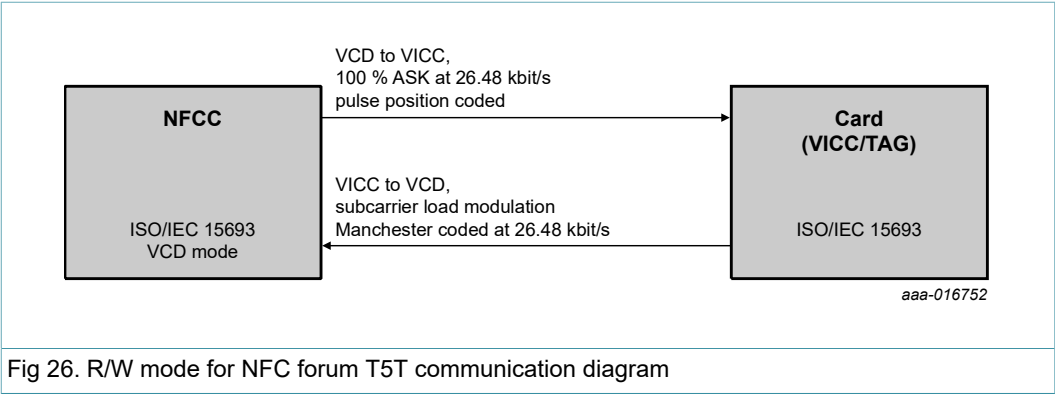 VCD to VICC,
100 % ASK at 26.48 kbit/s
pulse position coded
NFCC
Card
(VICC/TAG)
VICC to VCD,
subcarrier load modulation
Manchester coded at 26.48 kbit/s
ISO/IEC 15693
VCD mode
ISO/IEC 15693
aaa-016752
Fig 26. R/W mode for NFC forum T5T communication diagram